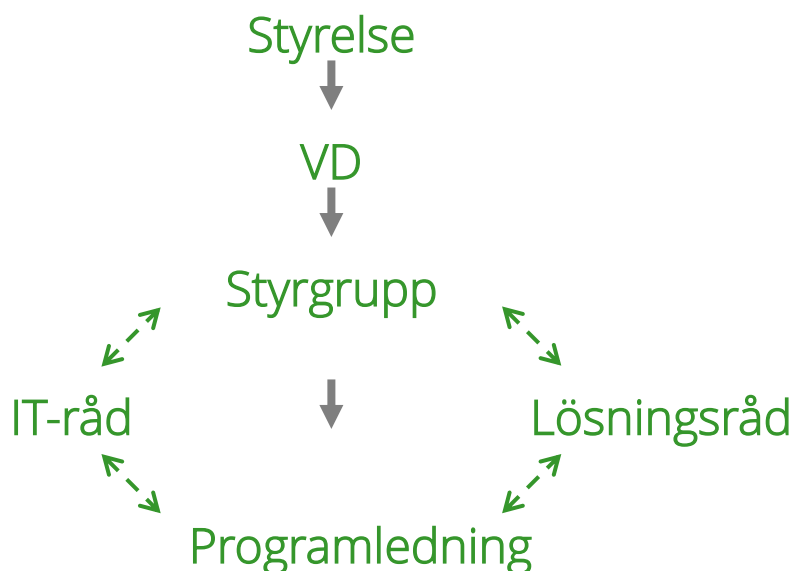 Styrelse
VD
Styrgrupp
IT-råd
Lösningsråd
Programledning